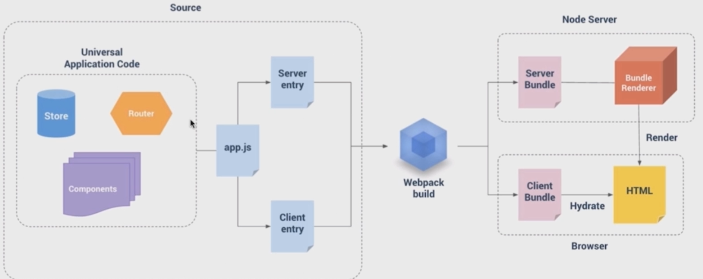 Source
Node Server
Universal
Application Code
Server
entry
Server
Bundle
Bundle
Renderer
Store
Router
app.js
Render
Components
Webpack
build
Client
entry
Client
Bundle
Hydrate
HTML
Browser